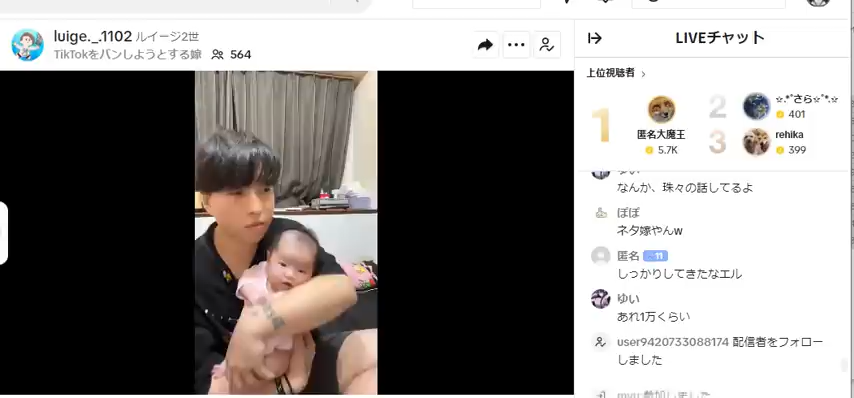 luige._.1102 ルイージ2世
TikTokをバンしようとする嫁 564
LIVEチャット
上位視聴者 >
1
匿名大魔王
5.7K
2
☆.*ﾟさら☆ﾟ*.☆
401
3
rehika
399
ゆい
なんか、珠々の話してるよ
ぽぽ
ネタ嫁やんw
匿名 11
しっかりしてきたなエル
ゆい
あれ1万くらい
user9420733088174 配信者をフォロー
しました